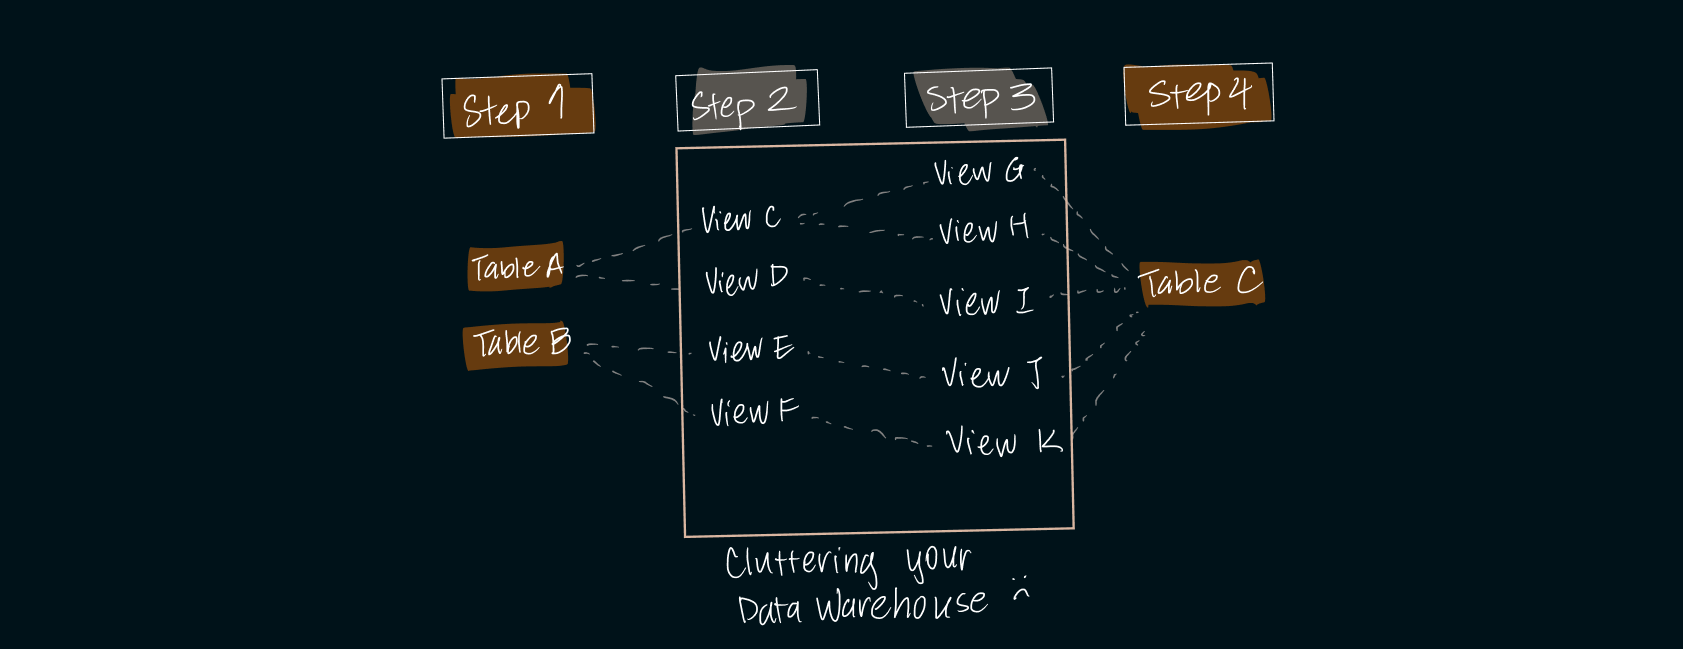 Step 1
Step 2
Step 3
Step 4
View G
View C
View H
Table A
View D
View I
Table C
Table B
View E
View J
View F
View K
Cluttering your
Data Warehouse :(